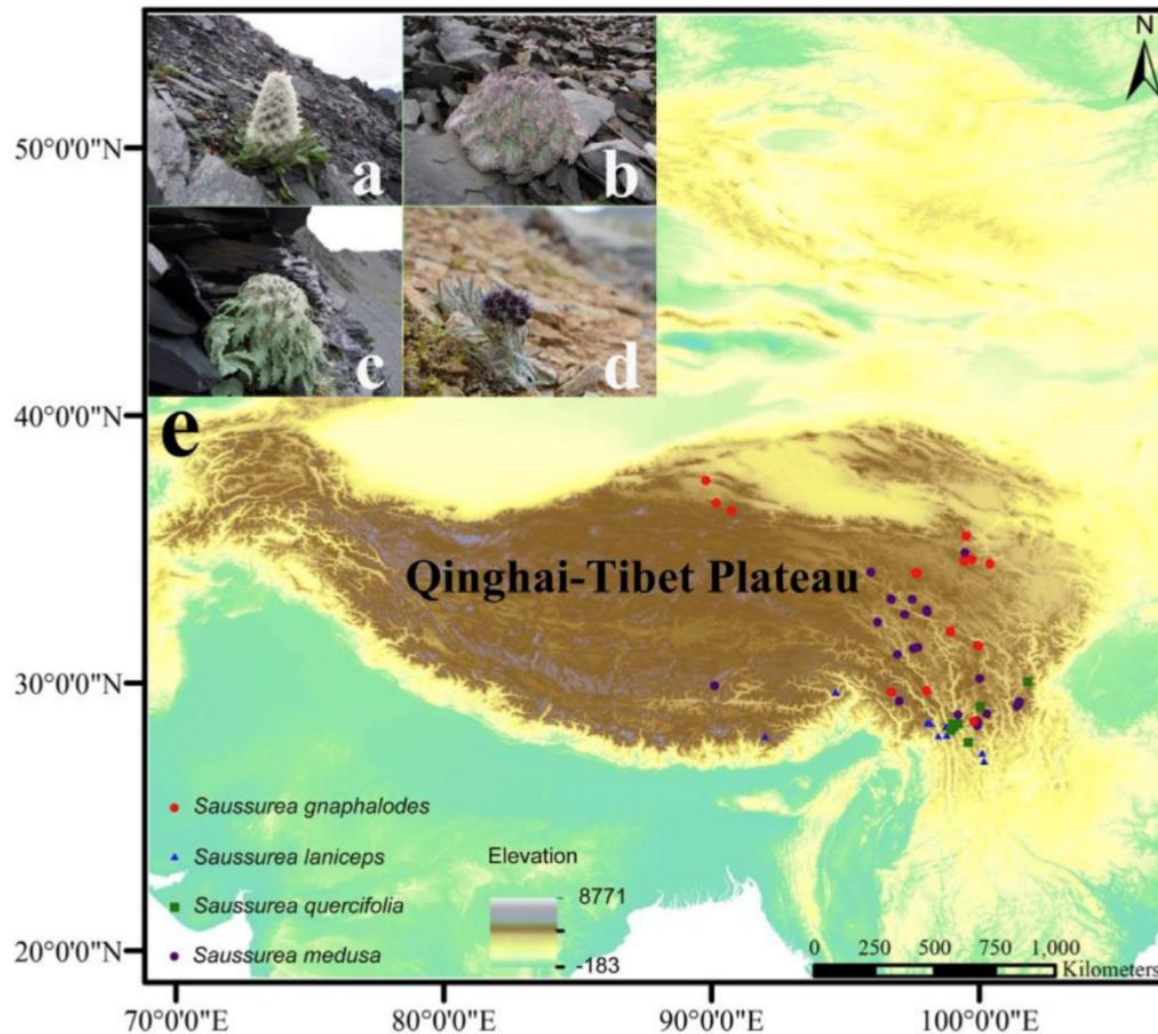 N
a
b
c
d
e
50°0'0"N
40°0'0"N
30°0'0"N
20°0'0"N
Qinghai-Tibet Plateau
Saussurea gnaphalodes
Saussurea laniceps
Saussurea quercifolia
Saussurea medusa
Elevation
8771
-183
0 250 500 750 1,000
Kilometers
70°0'0"E 80°0'0"E 90°0'0"E 100°0'0"E